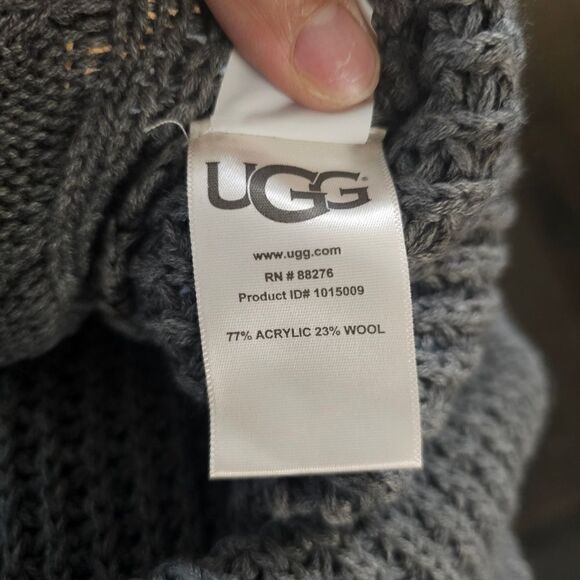 UGG®
www.ugg.com
RN # 88276
Product ID# 1015009
77% ACRYLIC 23% WOOL